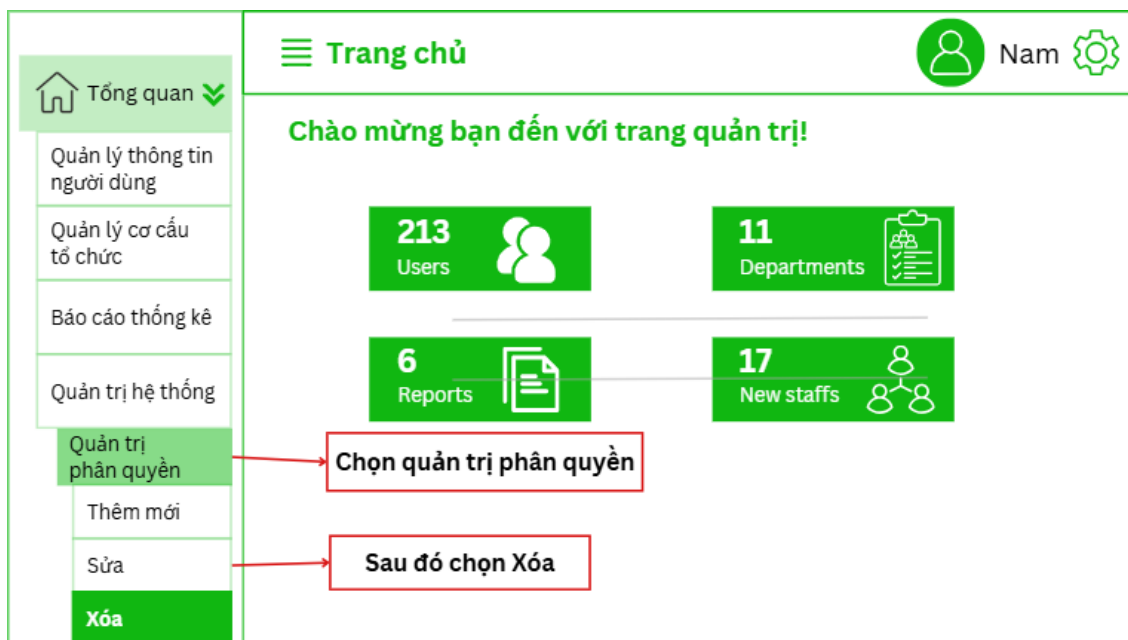 Trang chủ
Nam
Tổng quan
Chào mừng bạn đến với trang quản trị!
Quản lý thông tin
người dùng
Quản lý cơ cấu
tổ chức
Báo cáo thống kê
Quản trị hệ thống
Quản trị
phân quyền
Thêm mới
Sửa
Xóa
213
Users
11
Departments
6
Reports
17
New staffs
Chọn quản trị phân quyền
Sau đó chọn Xóa